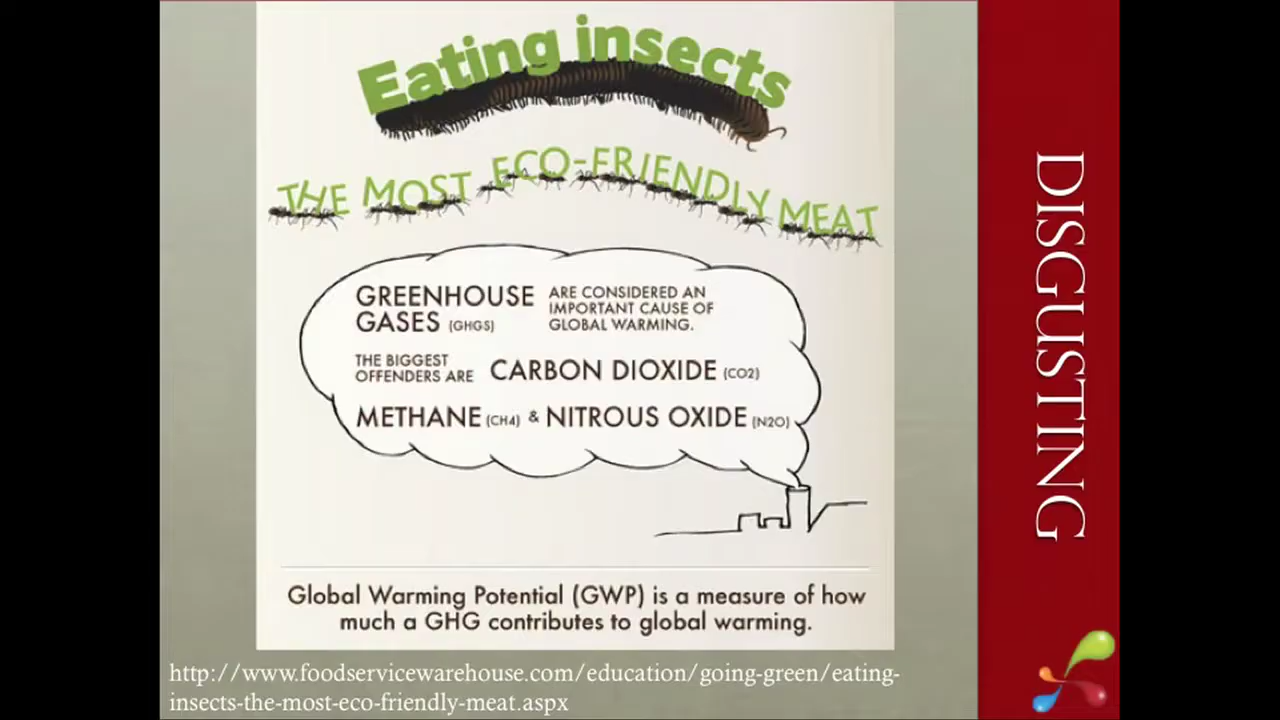 Eating insects
THE MOST ECO-FRIENDLY MEAT
GREENHOUSE
GASES (GHGS)
ARE CONSIDERED AN
IMPORTANT CAUSE OF
GLOBAL WARMING.
THE BIGGEST
OFFENDERS ARE
CARBON DIOXIDE (CO2)
METHANE (CH4) & NITROUS OXIDE (N2O)
Global Warming Potential (GWP) is a measure of how
much a GHG contributes to global warming.
http://www.foodservicewarehouse.com/education/going-green/eating-
insects-the-most-eco-friendly-meat.aspx
DISGUSTING